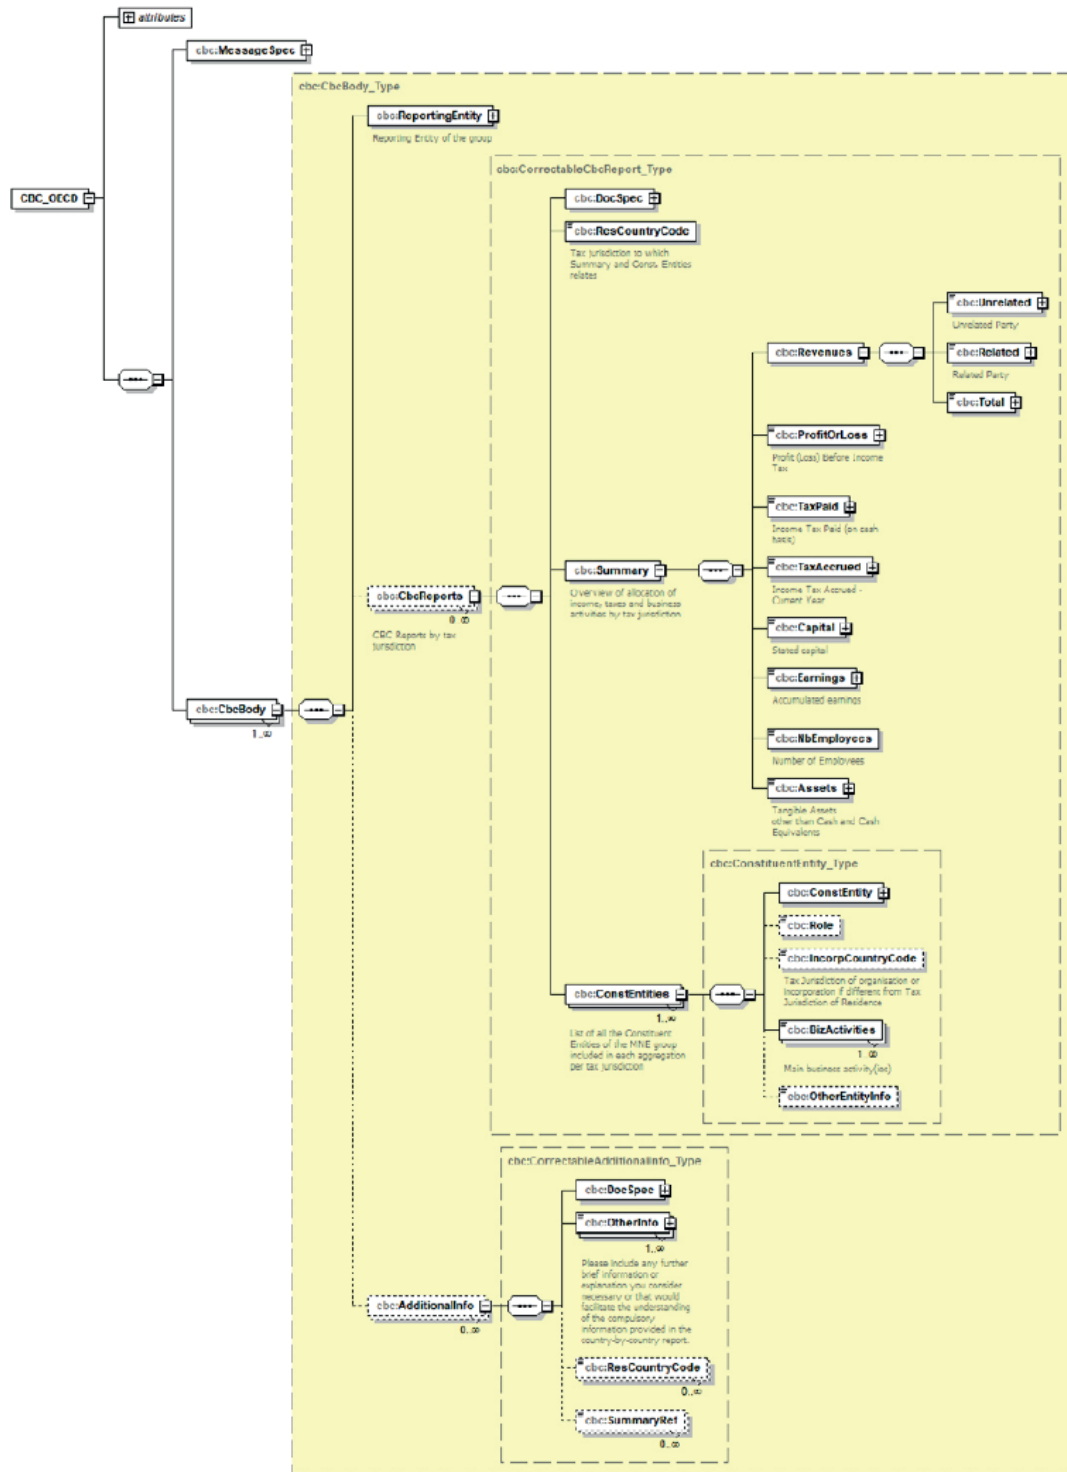 attributes
cbc:MessageSpec
cbc:CbcBody_Type
cbc:ReportingEntity
Reporting Entity of the group
cbc:CorrectableCbcReport_Type
CBC_OECD
cbc:DocSpec
cbc:ResCountryCode
Tax Jurisdiction to which
Summary and Const. Entities
relates
cbc:Unrelated
Unrelated Party
cbc:Revenues
cbc:Related
Related Party
cbc:Total
cbc:ProfitOrLoss
Profit (Loss) Before Income
Tax
cbc:TaxPaid
Income Tax Paid (on cash
basis)
cbc:TaxAccrued
Income Tax Accrued -
Current Year
cbc:Summary
Overview of allocation of
income, taxes and business
activities by tax jurisdiction
cbc:CbcReports
0..∞
CBC Reports by tax
jurisdiction
cbc:Capital
Stated capital
cbc:Earnings
Accumulated earnings
cbc:CbcBody
1..∞
cbc:NbEmployees
Number of Employees
cbc:Assets
Tangible Assets
other than Cash and Cash
Equivalents
cbc:ConstituentEntity_Type
cbc:ConstEntity
cbc:Role
cbc:IncorpCountryCode
Tax Jurisdiction of organisation or
incorporation if different from Tax
Jurisdiction of Residence
cbc:ConstEntities
1..∞
List of all the Constituent
Entities of the MNE group
included in each aggregation
per tax jurisdiction
cbc:BizActivities
1..∞
Main business activity(ies)
cbc:OtherEntityInfo
cbc:CorrectableAdditionalInfo_Type
cbc:DocSpec
cbc:OtherInfo
1..∞
Please include any further
brief information or
explanation you consider
necessary or that would
facilitate the understanding
of the compulsory
information provided in the
country-by-country report.
cbc:AdditionalInfo
0..∞
cbc:ResCountryCode
0..∞
cbc:SummaryRef
0..∞